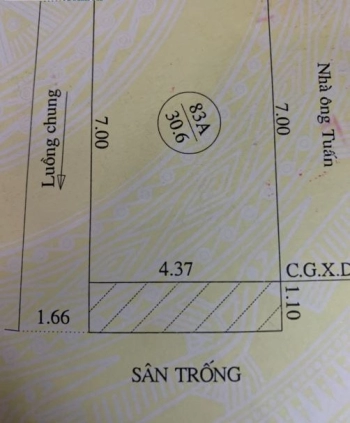 Luồng chung
7.00
83A
30.6
7.00
Nhà ông Tuấn
4.37
C.G.X.D
1.10
1.66
SÂN TRỐNG